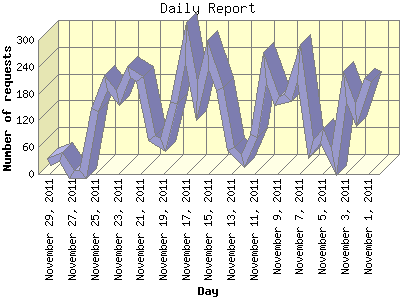 Daily Report
Number of requests
300
240
180
120
60
0
November 29, 2011
November 27, 2011
November 25, 2011
November 23, 2011
November 21, 2011
November 19, 2011
November 17, 2011
November 15, 2011
November 13, 2011
November 11, 2011
November 9, 2011
November 7, 2011
November 5, 2011
November 3, 2011
November 1, 2011
Day